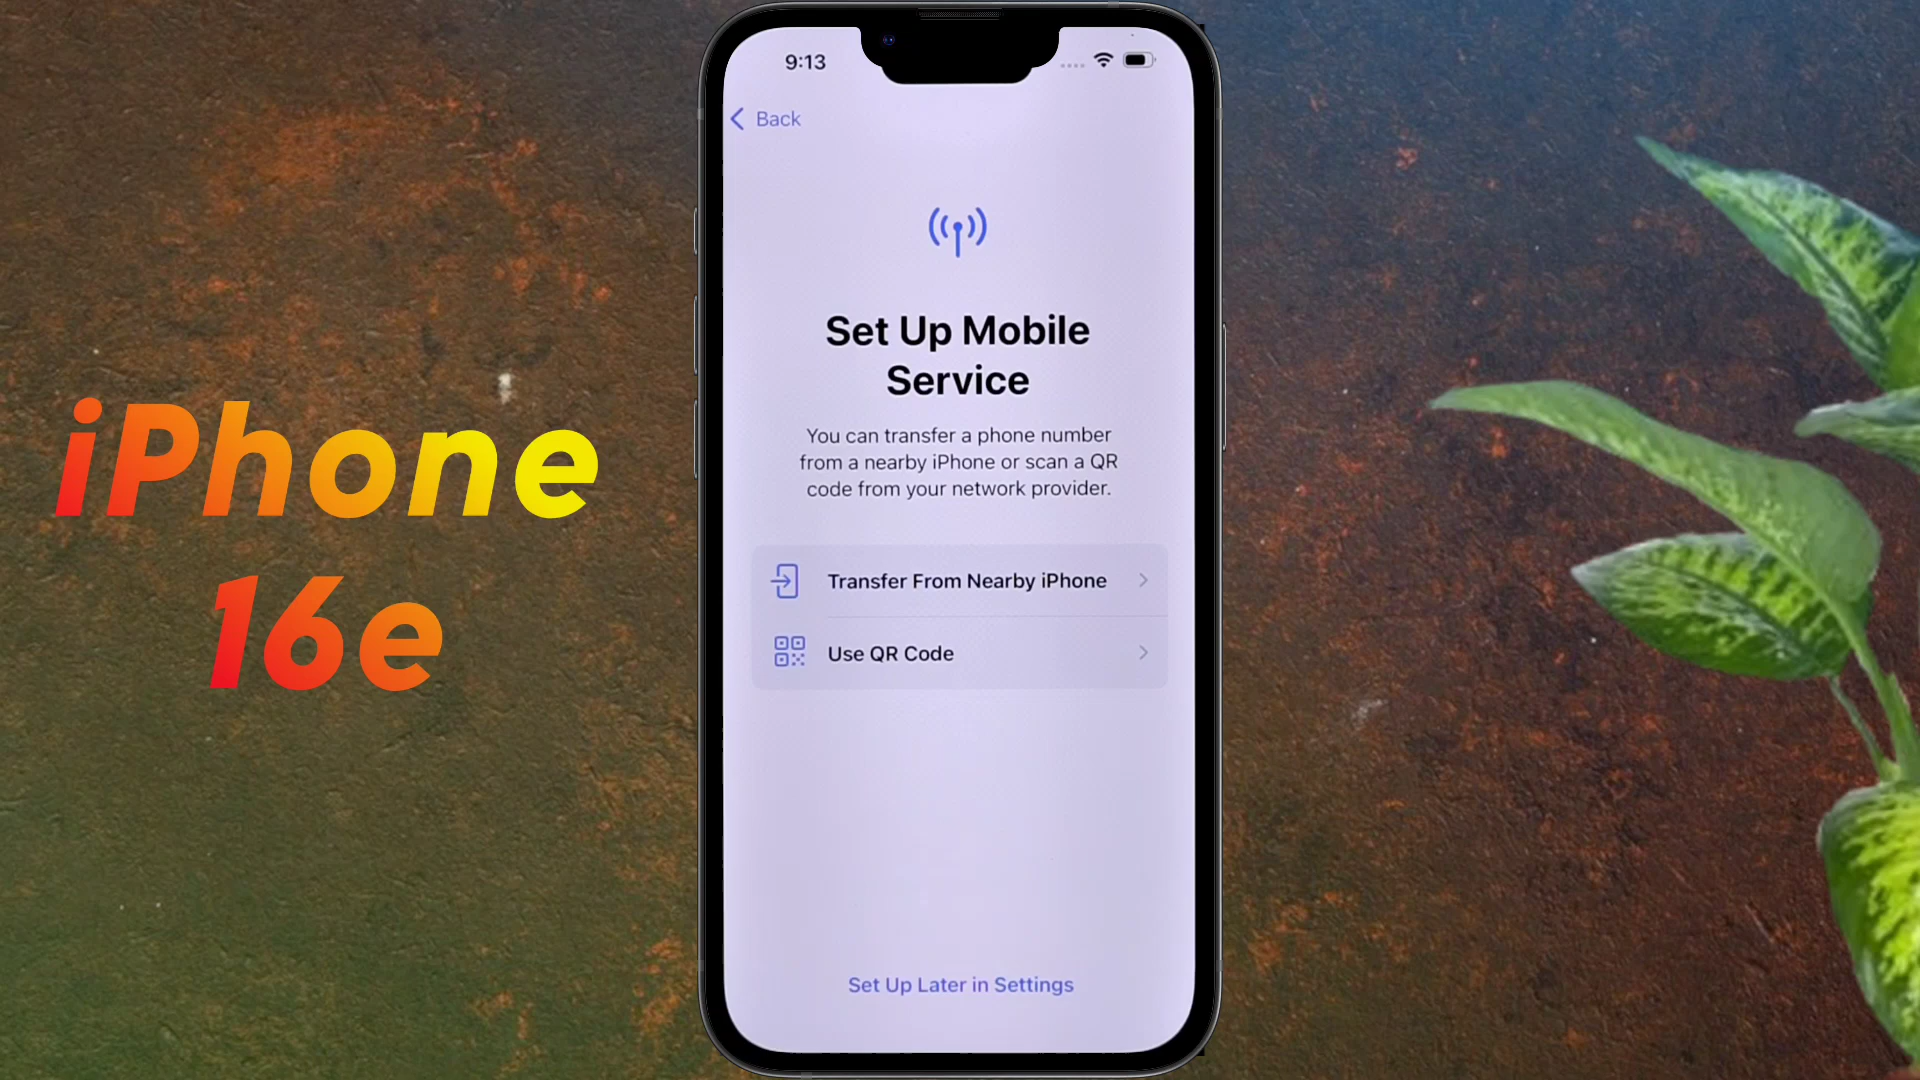 iPhone
16e
9:13
Back
Set Up Mobile
Service
You can transfer a phone number
from a nearby iPhone or scan a QR
code from your network provider.
Transfer From Nearby iPhone
Use QR Code
Set Up Later in Settings